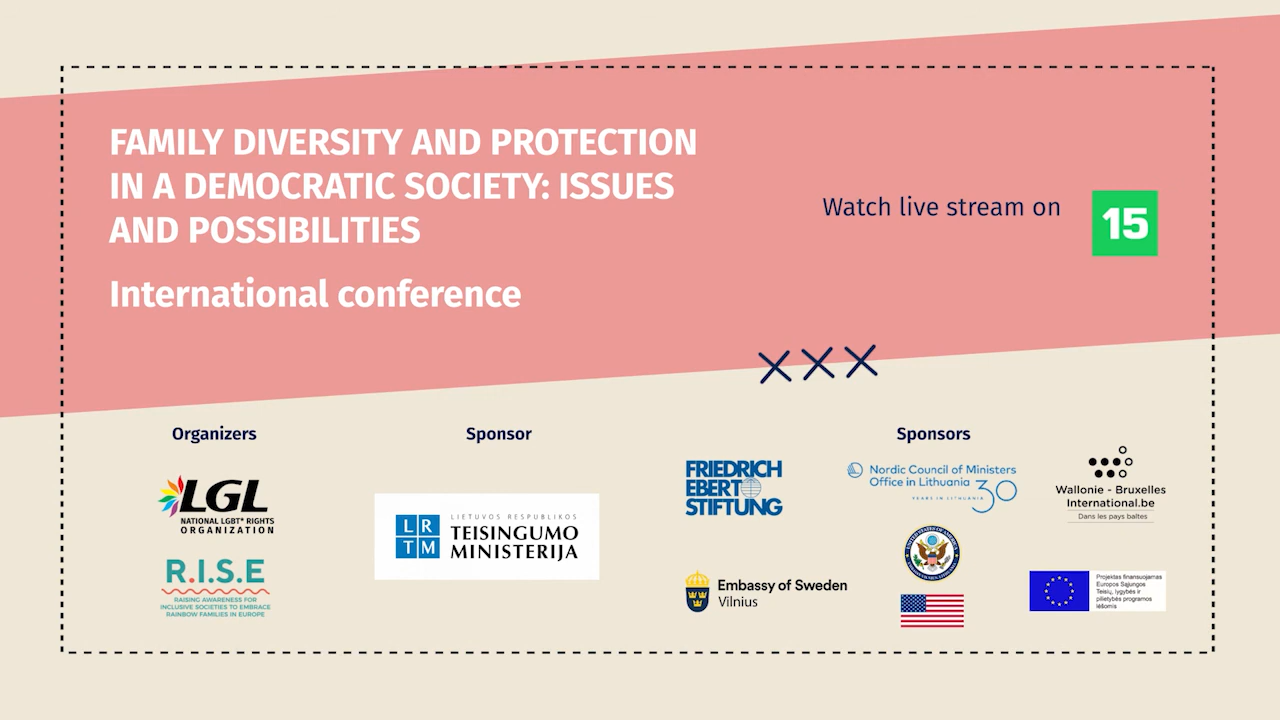 FAMILY DIVERSITY AND PROTECTION
IN A DEMOCRATIC SOCIETY: ISSUES
AND POSSIBILITIES
International conference
Watch live stream on
15
Organizers
LGL
NATIONAL LGBT* RIGHTS
ORGANIZATION
R.I.S.E
RAISING AWARENESS FOR
INCLUSIVE SOCIETIES TO EMBRACE
RAINBOW FAMILIES IN EUROPE
Sponsor
LR
TM
LIETUVOS RESPUBLIKOS
TEISINGUMO
MINISTERIJA
Sponsors
FRIEDRICH
EBERT
STIFTUNG
Nordic Council of Ministers
Office in Lithuania
YEARS IN LITHUANIA
30
Wallonie - Bruxelles
International.be
Dans les pays baltes
Embassy of Sweden
Vilnius
Projektas finansuojamas
Europos Sąjungos
Teisių, lygybės ir
pilietybės programos
lėšomis